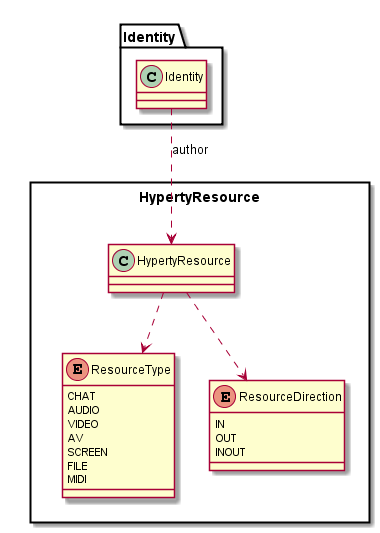 Identity
C Identity
author
HypertyResource
C HypertyResource
E ResourceType
CHAT
AUDIO
VIDEO
AV
SCREEN
FILE
MIDI
E ResourceDirection
IN
OUT
INOUT